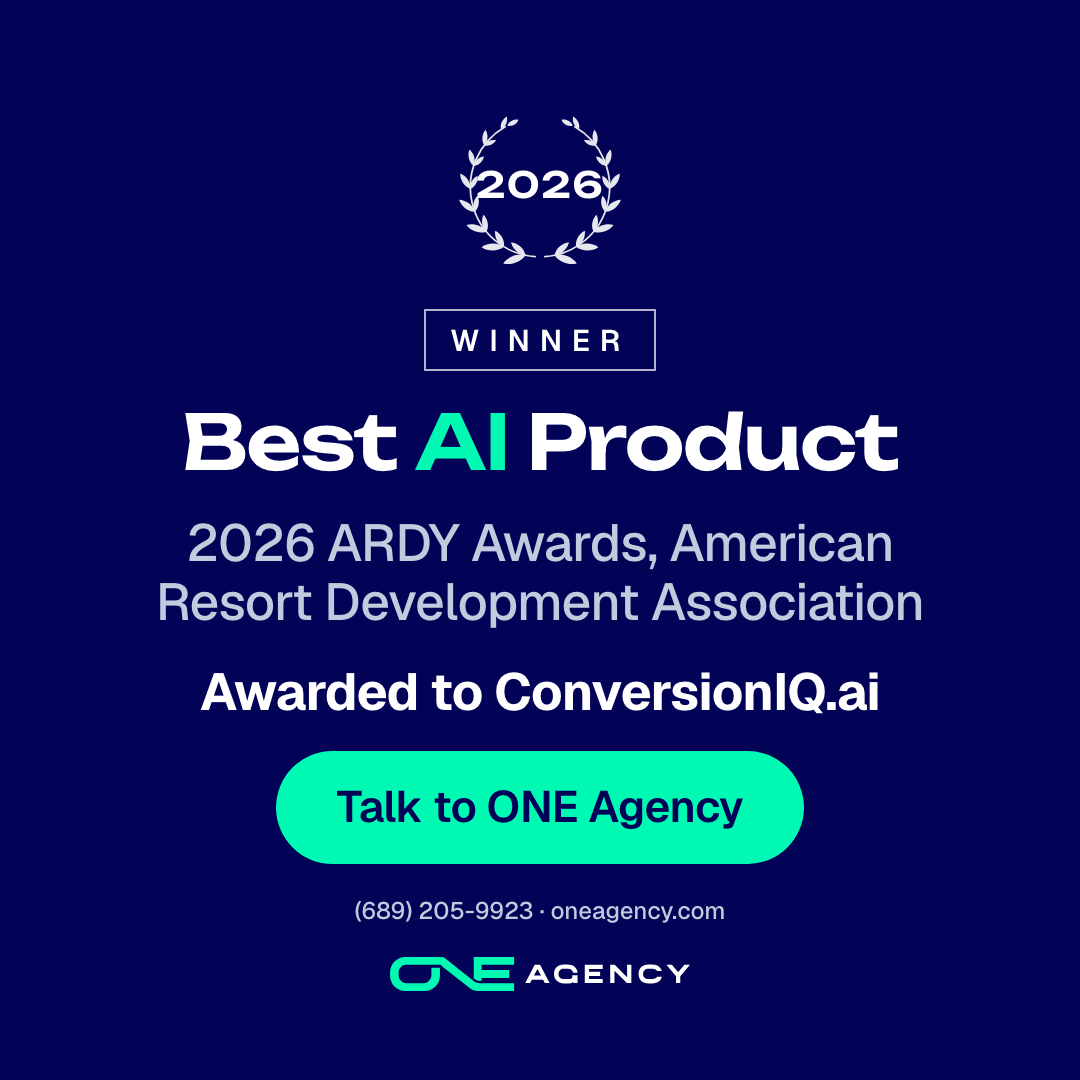 2026
WINNER
Best AI Product
2026 ARDY Awards, American
Resort Development Association
Awarded to ConversionIQ.ai
Talk to ONE Agency
(689) 205-9923 · oneagency.com
ONE AGENCY